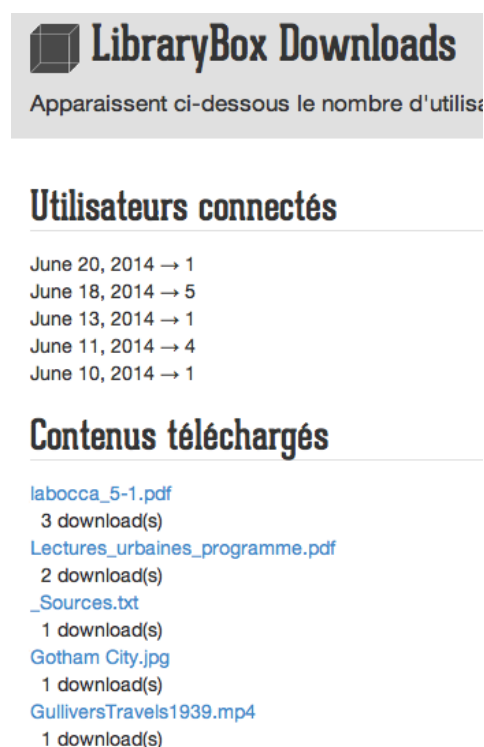 LibraryBox Downloads
Apparaissent ci-dessous le nombre d'utilisa
Utilisateurs connectés
June 20, 2014 → 1
June 18, 2014 → 5
June 13, 2014 → 1
June 11, 2014 → 4
June 10, 2014 → 1
Contenus téléchargés
labocca_5-1.pdf
3 download(s)
Lectures_urbaines_programme.pdf
2 download(s)
_Sources.txt
1 download(s)
Gotham City.jpg
1 download(s)
GulliversTravels1939.mp4
1 download(s)